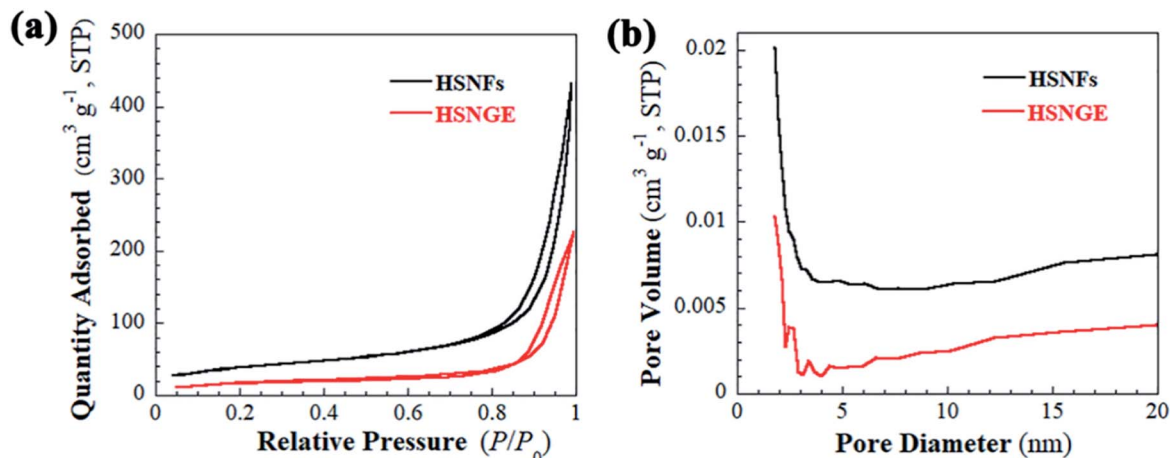 (a)
Quantity Adsorbed (cm³ g⁻¹, STP)
500
400
300
200
100
0
HSNFs
HSNGE
0 0.2 0.4 0.6 0.8 1
Relative Pressure (P/P₀)
(b)
Pore Volume (cm³ g⁻¹, STP)
0.02
0.015
0.01
0.005
0
HSNFs
HSNGE
0 5 10 15 20
Pore Diameter (nm)